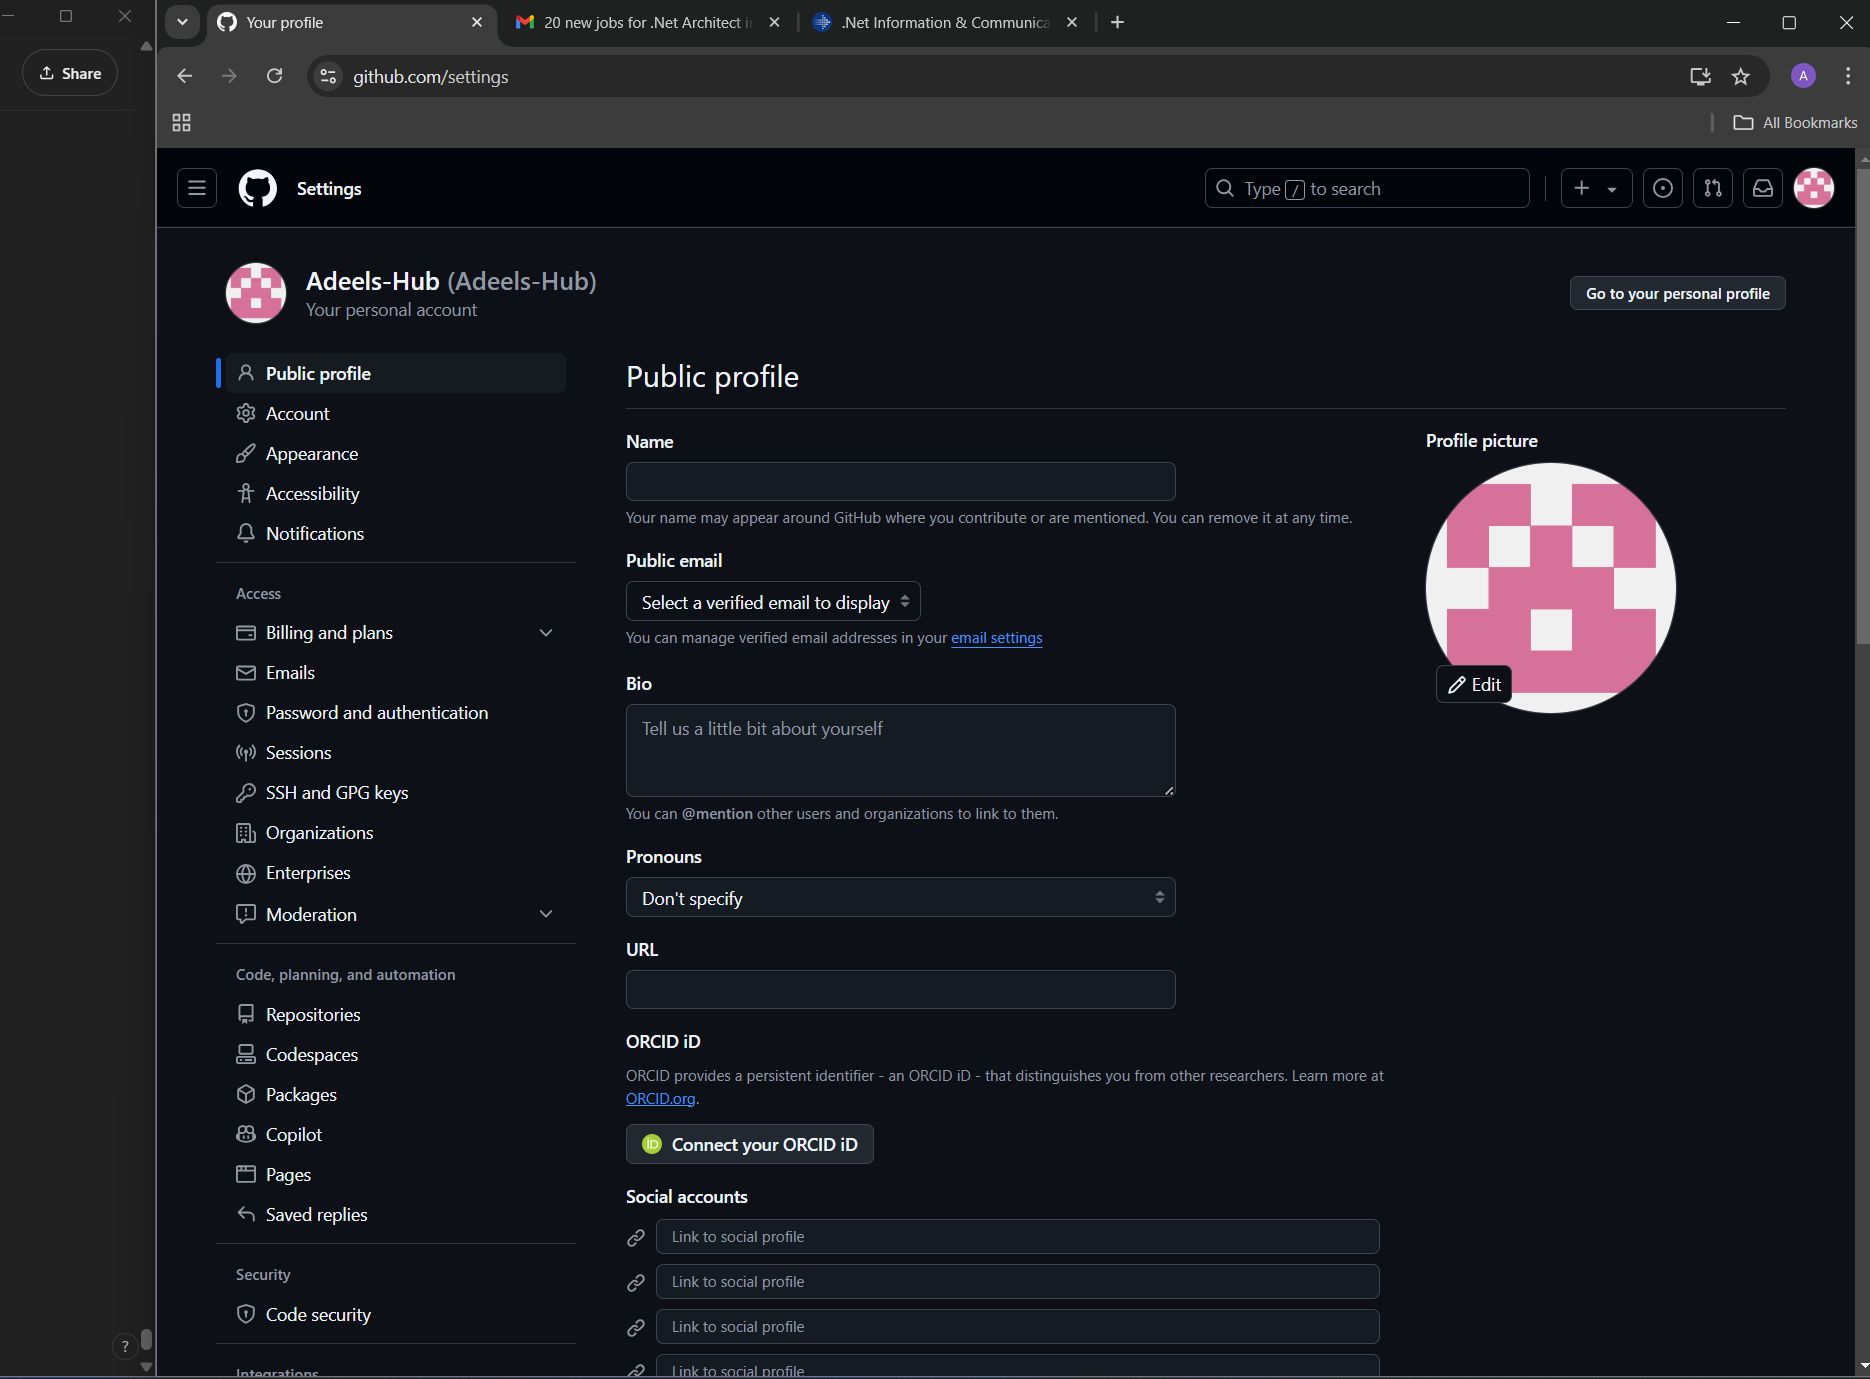 Share
Your profile
20 new jobs for .Net Architect i
.Net Information & Communica
github.com/settings
A
All Bookmarks
Settings
Type / to search
Adeels-Hub (Adeels-Hub)
Your personal account
Go to your personal profile
Public profile
Account
Appearance
Accessibility
Notifications
Access
Billing and plans
Emails
Password and authentication
Sessions
SSH and GPG keys
Organizations
Enterprises
Moderation
Code, planning, and automation
Repositories
Codespaces
Packages
Copilot
Pages
Saved replies
Security
Code security
Integrations
Public profile
Name
Your name may appear around GitHub where you contribute or are mentioned. You can remove it at any time.
Public email
Select a verified email to display
You can manage verified email addresses in your email settings
Bio
Tell us a little bit about yourself
You can @mention other users and organizations to link to them.
Pronouns
Don't specify
URL
ORCID iD
ORCID provides a persistent identifier - an ORCID iD - that distinguishes you from other researchers. Learn more at
ORCID.org.
iD Connect your ORCID iD
Social accounts
Link to social profile
Link to social profile
Link to social profile
Link to social profile
Profile picture
Edit
?